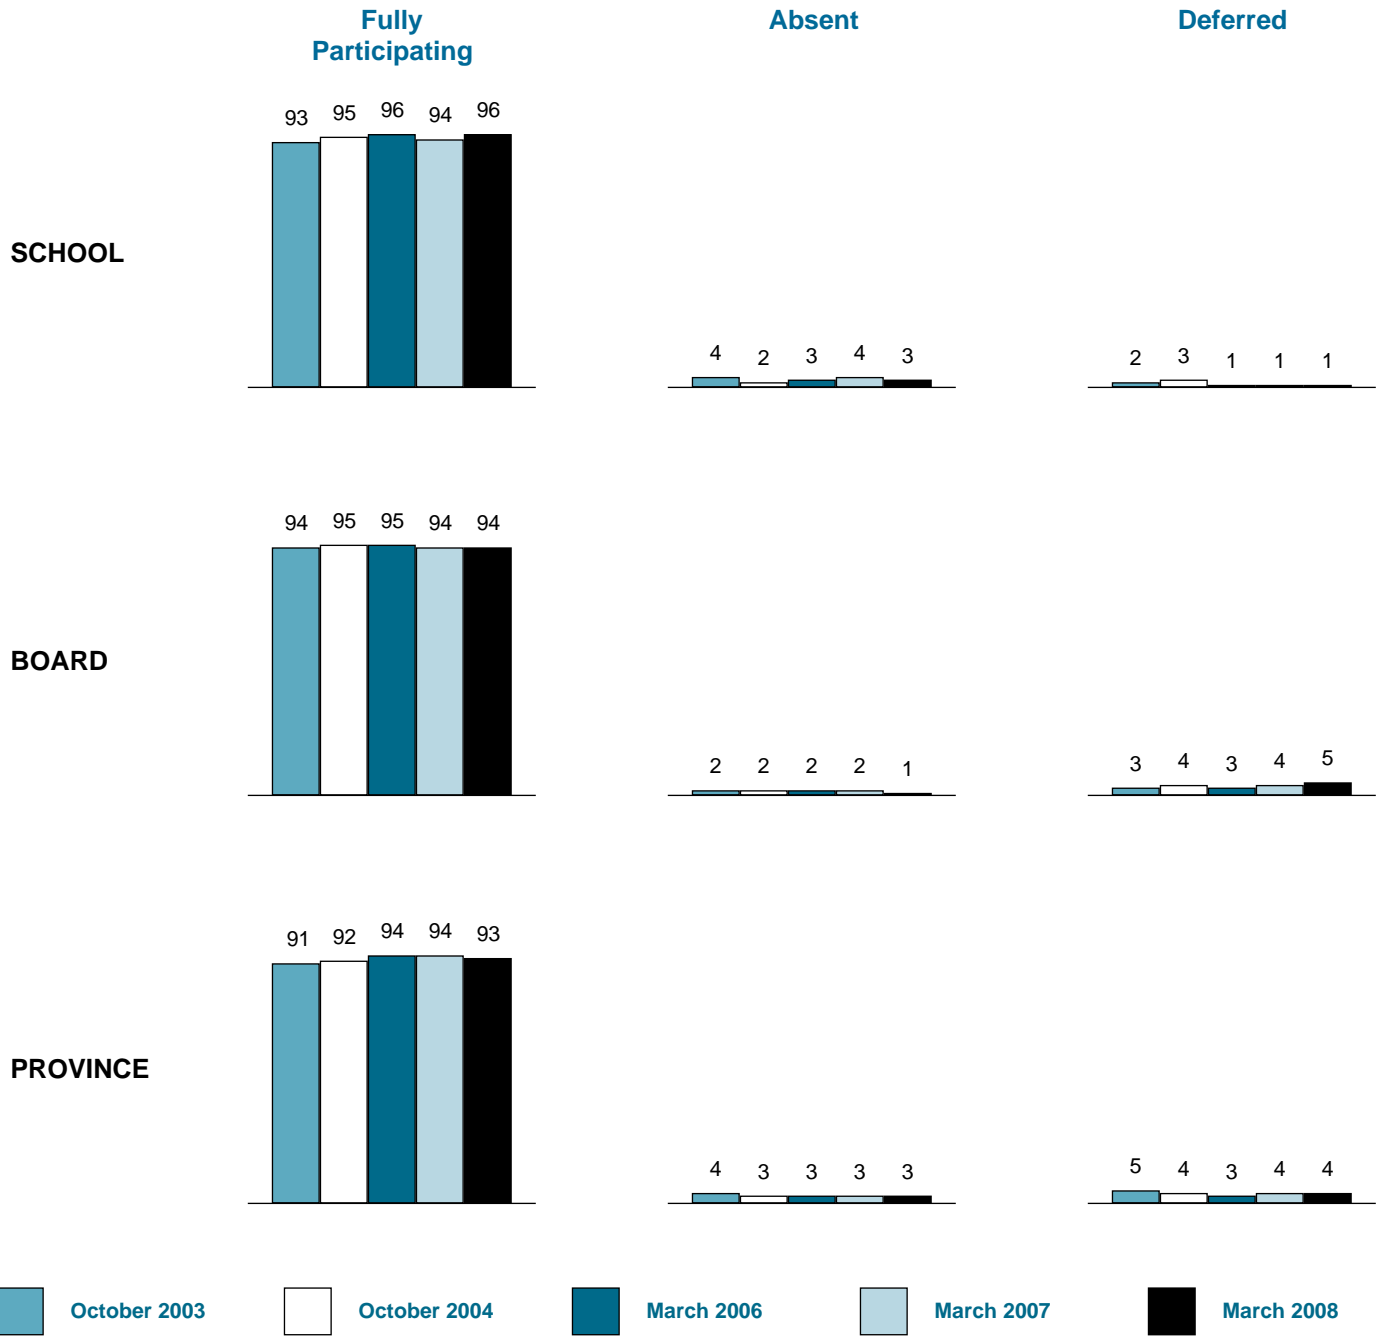 Fully
Participating
Absent
Deferred
SCHOOL
93 95 96 94 96
4 2 3 4 3
2 3 1 1 1
BOARD
94 95 95 94 94
2 2 2 2 1
3 4 3 4 5
PROVINCE
91 92 94 94 93
4 3 3 3 3
5 4 3 4 4
October 2003
October 2004
March 2006
March 2007
March 2008